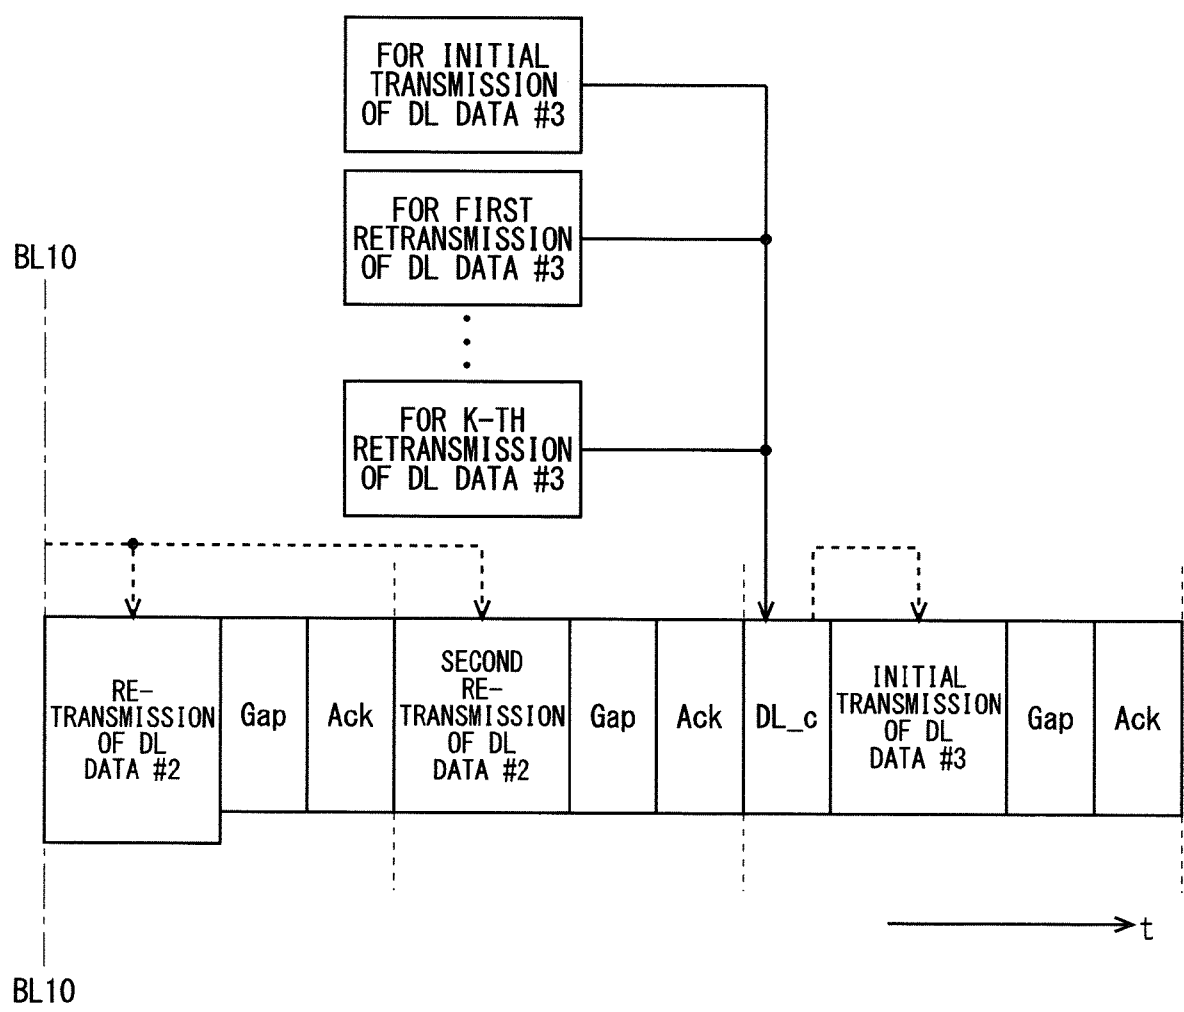 FOR INITIAL
TRANSMISSION
OF DL DATA #3
FOR FIRST
RETRANSMISSION
OF DL DATA #3
BL10
FOR K-TH
RETRANSMISSION
OF DL DATA #3
RE-
TRANSMISSION
OF DL
DATA #2
Gap
Ack
SECOND
RE-
TRANSMISSION
OF DL
DATA #2
Gap
Ack
DL_c
INITIAL
TRANSMISSION
OF DL
DATA #3
Gap
Ack
t
BL10